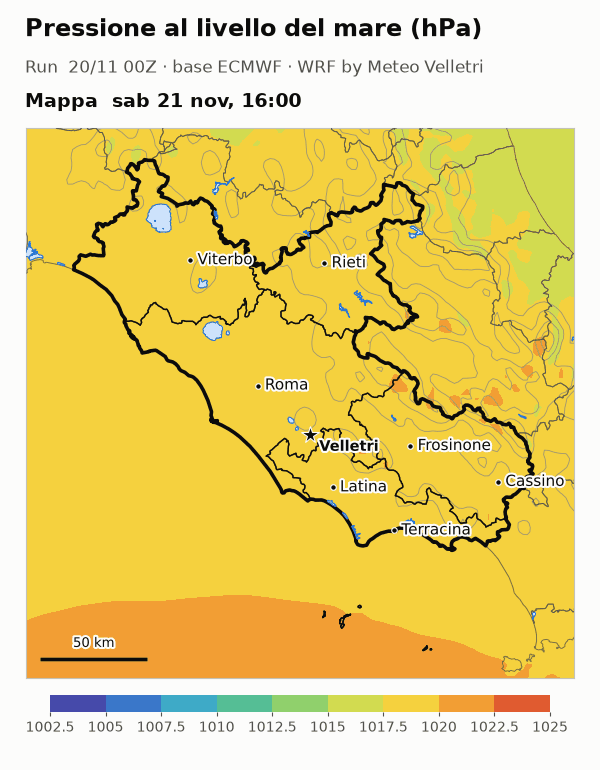 Pressione al livello del mare (hPa)
Run  20/11 00Z · base ECMWF · WRF by Meteo Velletri
Mappa  sab 21 nov, 16:00
Viterbo
Rieti
Roma
Velletri
Frosinone
Cassino
Latina
Terracina
50 km
1002.5 1005 1007.5 1010 1012.5 1015 1017.5 1020 1022.5 1025